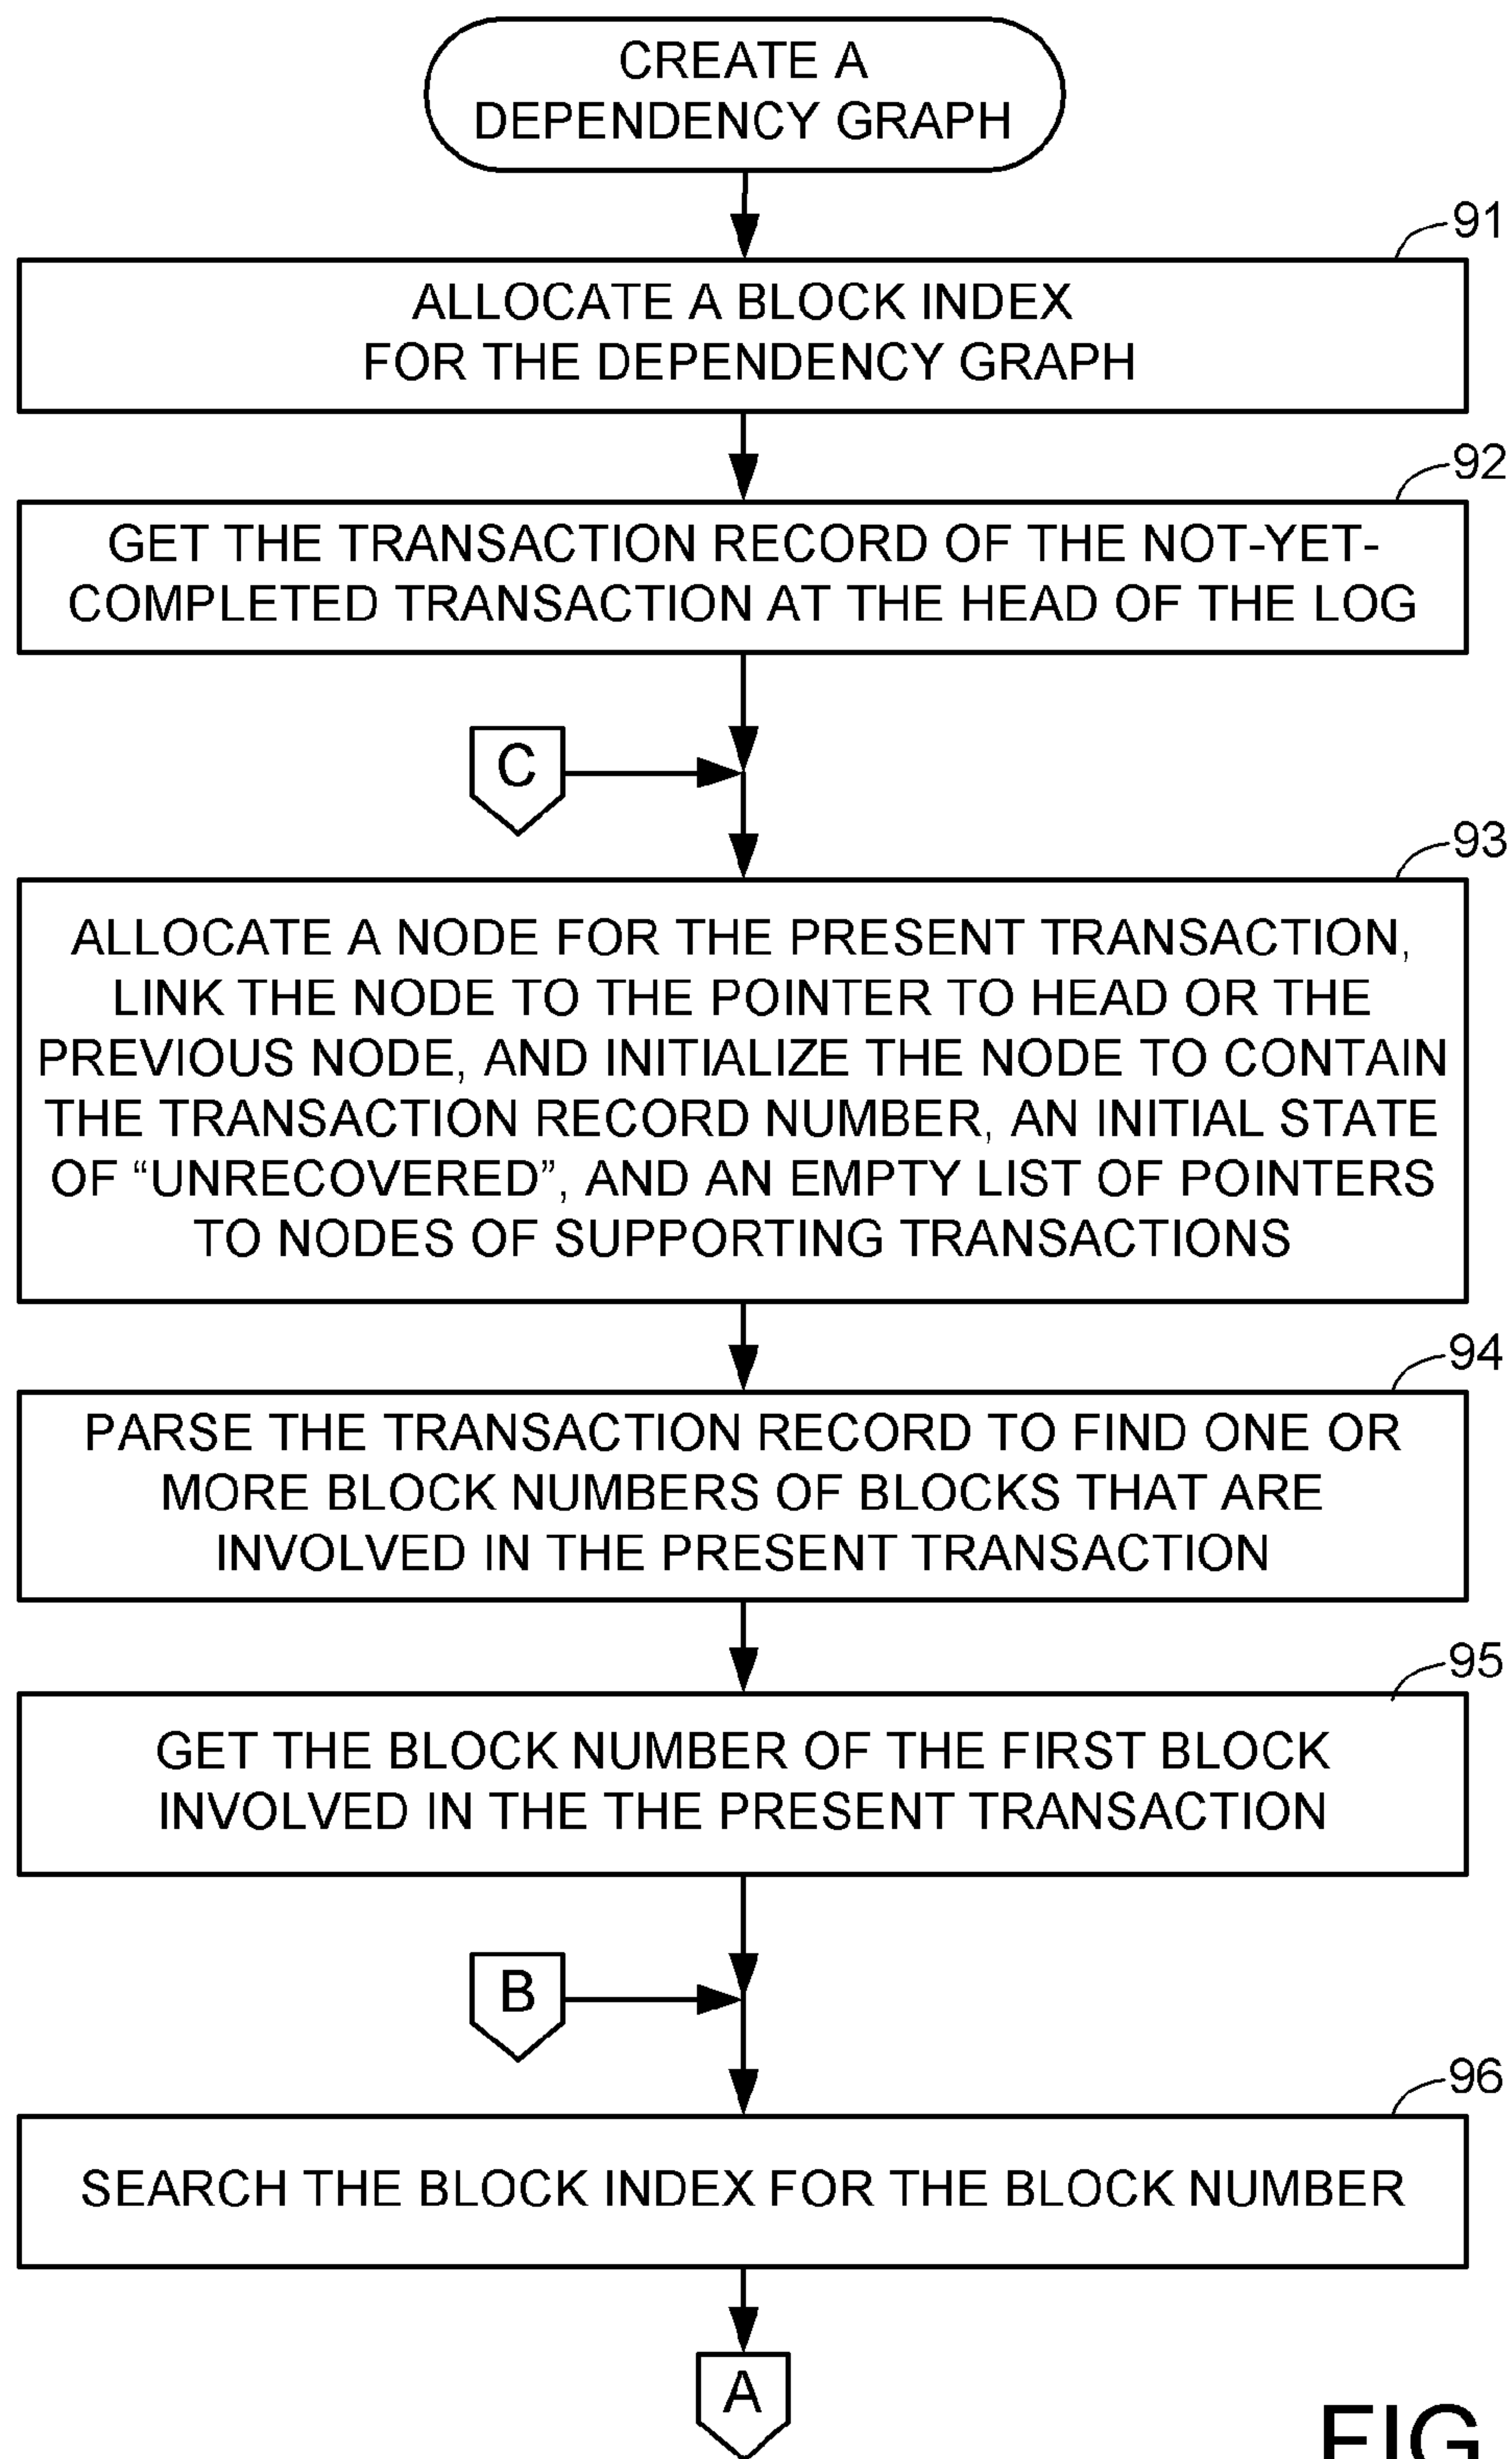 CREATE A
DEPENDENCY GRAPH
91
ALLOCATE A BLOCK INDEX
FOR THE DEPENDENCY GRAPH
92
GET THE TRANSACTION RECORD OF THE NOT-YET-
COMPLETED TRANSACTION AT THE HEAD OF THE LOG
C
93
ALLOCATE A NODE FOR THE PRESENT TRANSACTION,
LINK THE NODE TO THE POINTER TO HEAD OR THE
PREVIOUS NODE, AND INITIALIZE THE NODE TO CONTAIN
THE TRANSACTION RECORD NUMBER, AN INITIAL STATE
OF “UNRECOVERED”, AND AN EMPTY LIST OF POINTERS
TO NODES OF SUPPORTING TRANSACTIONS
94
PARSE THE TRANSACTION RECORD TO FIND ONE OR
MORE BLOCK NUMBERS OF BLOCKS THAT ARE
INVOLVED IN THE PRESENT TRANSACTION
95
GET THE BLOCK NUMBER OF THE FIRST BLOCK
INVOLVED IN THE THE PRESENT TRANSACTION
B
96
SEARCH THE BLOCK INDEX FOR THE BLOCK NUMBER
A
FIG